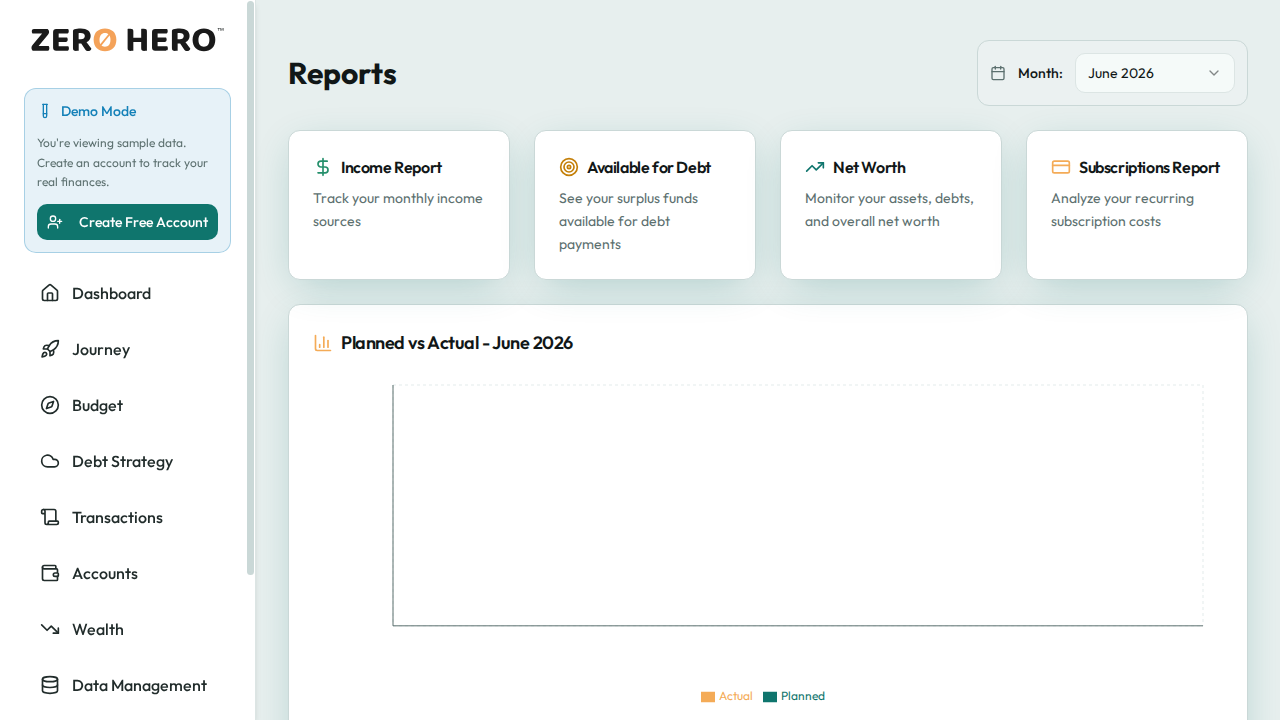 ZERO HERO™
Demo Mode
You're viewing sample data.
Create an account to track your
real finances.
Create Free Account
Dashboard
Journey
Budget
Debt Strategy
Transactions
Accounts
Wealth
Data Management
Reports
Month:
June 2026
Income Report
Track your monthly income
sources
Available for Debt
See your surplus funds
available for debt
payments
Net Worth
Monitor your assets, debts,
and overall net worth
Subscriptions Report
Analyze your recurring
subscription costs
Planned vs Actual - June 2026
Actual
Planned